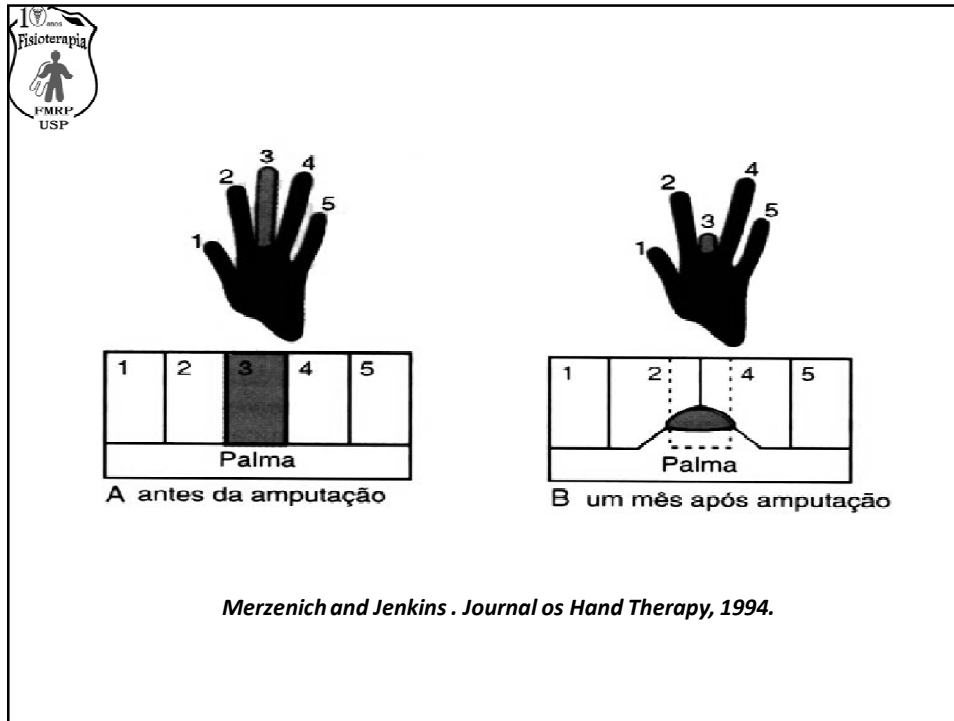 10 anos
Fisioterapia
FMRP
USP
3
2
4
5
1
4
2
3
5
1
1 2 3 4 5
Palma
A antes da amputação
1 2 4 5
Palma
B um mês após amputação
Merzenich and Jenkins . Journal os Hand Therapy, 1994.